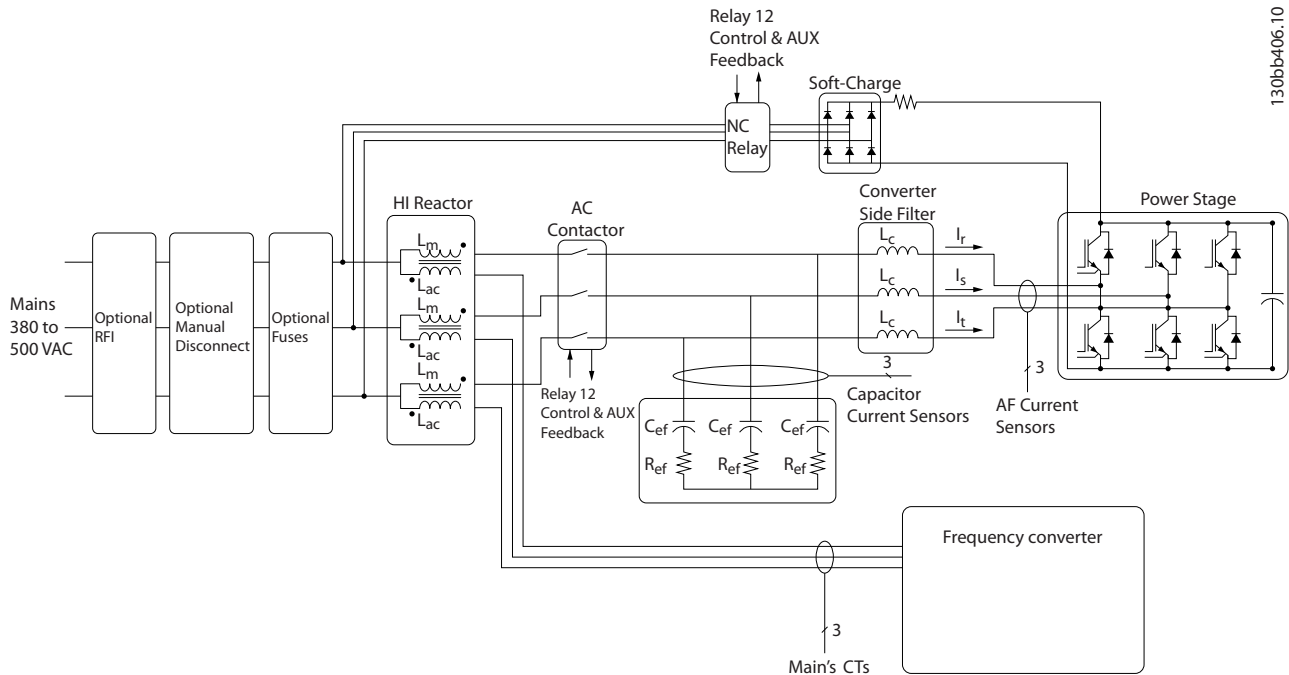 Relay 12
Control & AUX
Feedback
130bb406.10
Soft-Charge
NC
Relay
HI Reactor
AC
Contactor
Converter
Side Filter
Power Stage
Lm
Lac
Lm
Lac
Lm
Lac
Lc
Lc
Lc
Ir
Is
It
Mains
380 to
500 VAC
Optional
RFI
Optional
Manual
Disconnect
Optional
Fuses
Relay 12
Control & AUX
Feedback
3
Capacitor
Current Sensors
3
AF Current
Sensors
Cef
Cef
Cef
Ref
Ref
Ref
Frequency converter
3
Main's CTs